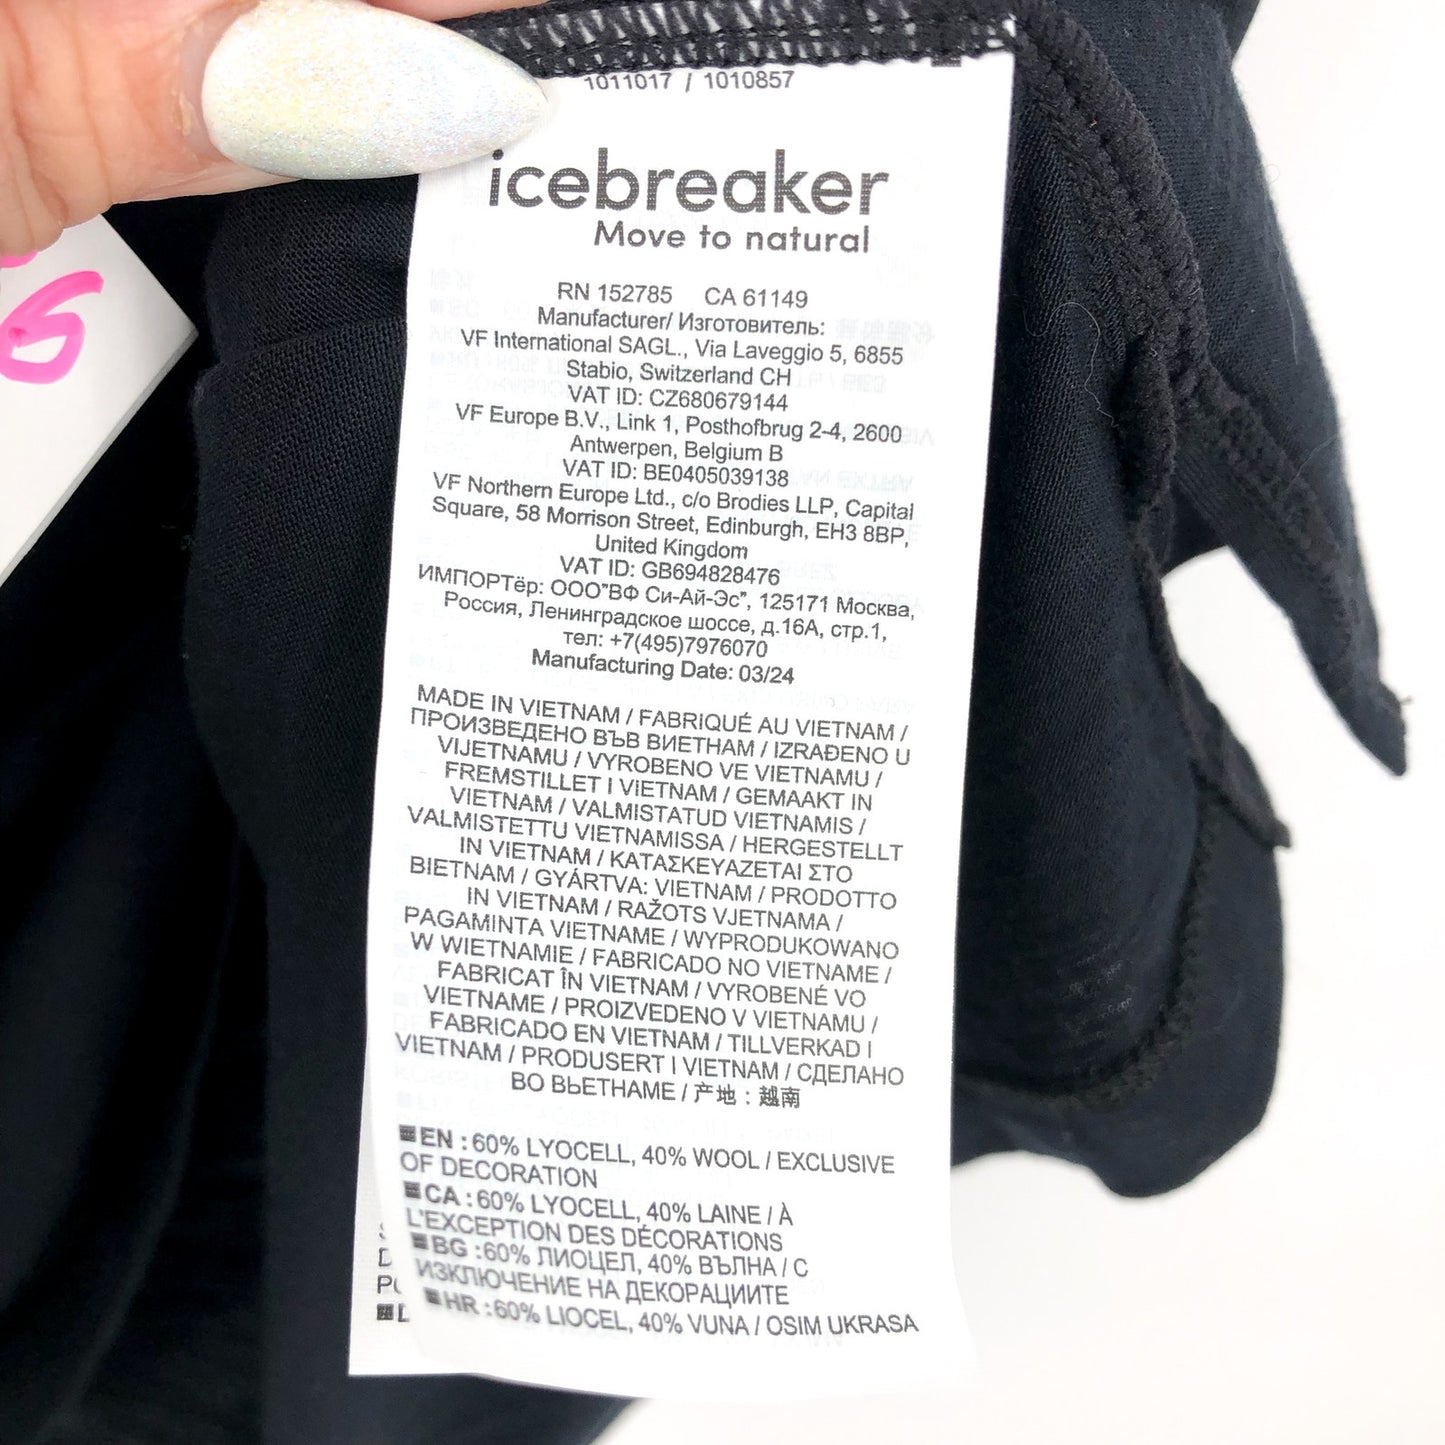 1011017 / 1010857
icebreaker
Move to natural
RN 152785 CA 61149
Manufacturer/ Изготовитель:
VF International SAGL., Via Laveggio 5, 6855
Stabio, Switzerland CH
VAT ID: CZ680679144
VF Europe B.V., Link 1, Posthofbrug 2-4, 2600
Antwerpen, Belgium B
VAT ID: BE0405039138
VF Northern Europe Ltd., c/o Brodies LLP, Capital
Square, 58 Morrison Street, Edinburgh, EH3 8BP,
United Kingdom
VAT ID: GB694828476
ИМПОРТёр: ООО"ВФ Си-Ай-Эс", 125171 Москва,
Россия, Ленинградское шоссе, д.16А, стр.1,
тел: +7(495)7976070
Manufacturing Date: 03/24
MADE IN VIETNAM / FABRIQUÉ AU VIETNAM /
ПРОИЗВЕДЕНО ВЪВ ВИЕТНАМ / IZRAĐENO U
VIJETNAMU / VYROBENO VE VIETNAMU /
FREMSTILLET I VIETNAM / GEMAAKT IN
VIETNAM / VALMISTATUD VIETNAMIS /
VALMISTETTU VIETNAMISSA / HERGESTELLT
IN VIETNAM / ΚΑΤΑΣΚΕΥΑΖΕΤΑΙ ΣΤΟ
ΒΙΕΤΝΑΜ / GYÁRTVA: VIETNAM / PRODOTTO
IN VIETNAM / RAŽOTS VJETNAMA /
PAGAMINTA VIETNAME / WYPRODUKOWANO
W WIETNAMIE / FABRICADO NO VIETNAME /
FABRICAT ÎN VIETNAM / VYROBENÉ VO
VIETNAME / PROIZVEDENO V VIETNAMU /
FABRICADO EN VIETNAM / TILLVERKAD I
VIETNAM / PRODUSERT I VIETNAM / СДЕЛАНО
ВО ВЬЕТНАМЕ / 产地：越南
EN : 60% LYOCELL, 40% WOOL / EXCLUSIVE
OF DECORATION
CA : 60% LYOCELL, 40% LAINE / À
L'EXCEPTION DES DÉCORATIONS
BG : 60% ЛИОЦЕЛ, 40% ВЪЛНА / С
ИЗКЛЮЧЕНИЕ НА ДЕКОРАЦИИТЕ
HR : 60% LIOCEL, 40% VUNA / OSIM UKRASA